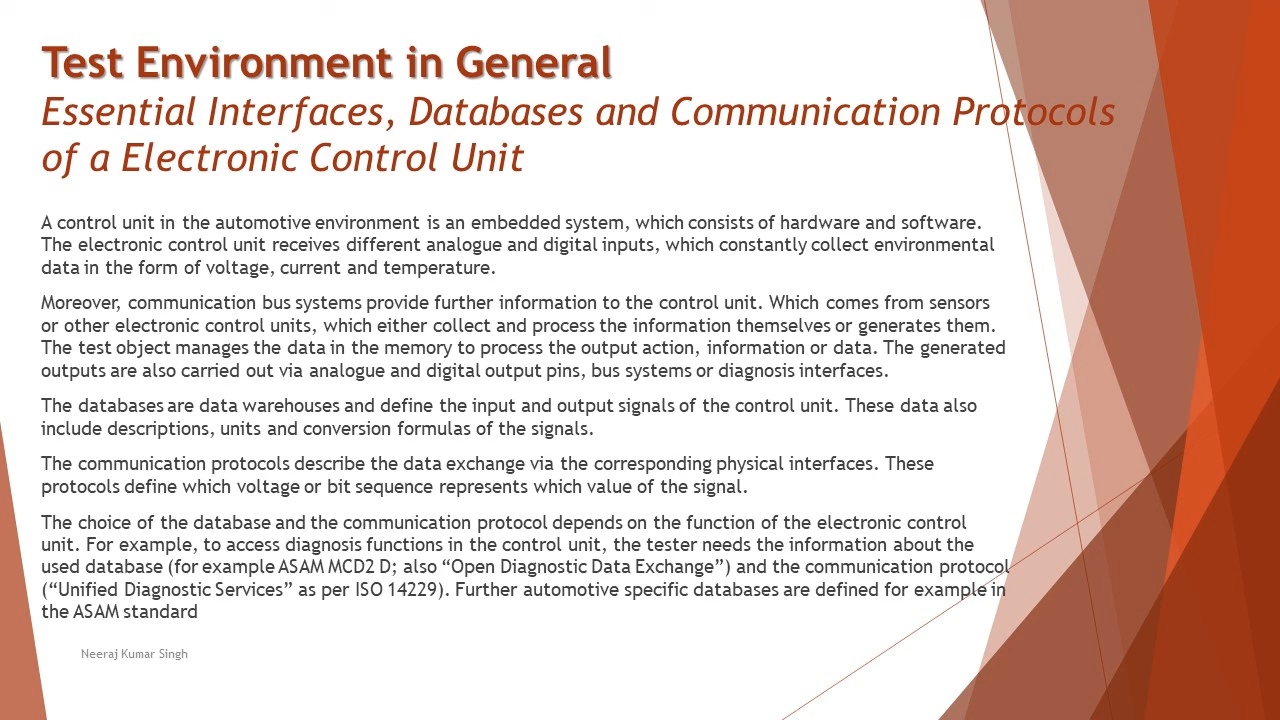 Test Environment in General
Essential Interfaces, Databases and Communication Protocols
of a Electronic Control Unit
A control unit in the automotive environment is an embedded system, which consists of hardware and software.
The electronic control unit receives different analogue and digital inputs, which constantly collect environmental
data in the form of voltage, current and temperature.
Moreover, communication bus systems provide further information to the control unit. Which comes from sensors
or other electronic control units, which either collect and process the information themselves or generates them.
The test object manages the data in the memory to process the output action, information or data. The generated
outputs are also carried out via analogue and digital output pins, bus systems or diagnosis interfaces.
The databases are data warehouses and define the input and output signals of the control unit. These data also
include descriptions, units and conversion formulas of the signals.
The communication protocols describe the data exchange via the corresponding physical interfaces. These
protocols define which voltage or bit sequence represents which value of the signal.
The choice of the database and the communication protocol depends on the function of the electronic control
unit. For example, to access diagnosis functions in the control unit, the tester needs the information about the
used database (for example ASAM MCD2 D; also “Open Diagnostic Data Exchange”) and the communication protocol
(“Unified Diagnostic Services” as per ISO 14229). Further automotive specific databases are defined for example in
the ASAM standard
Neeraj Kumar Singh